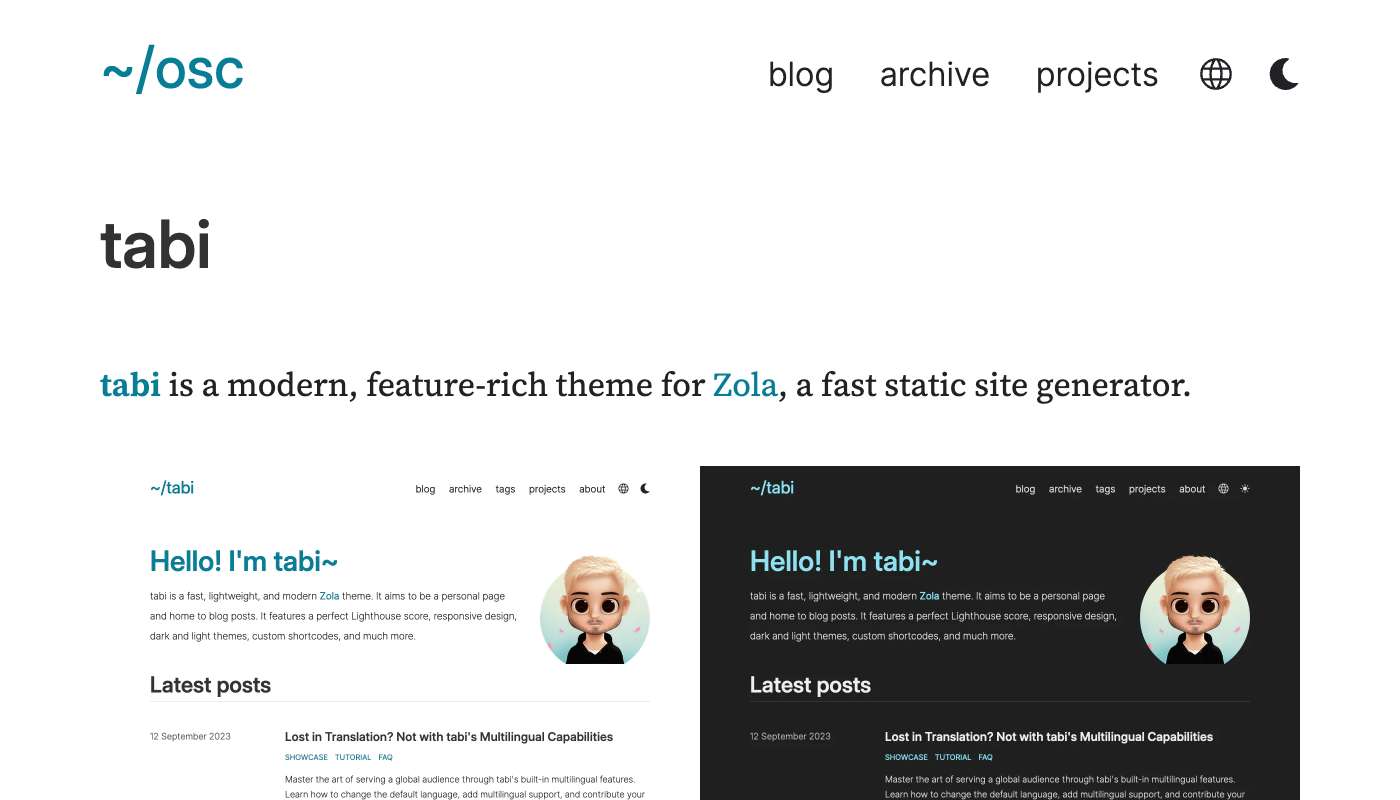 ~/osc
blog archive projects
tabi
tabi is a modern, feature-rich theme for Zola, a fast static site generator.
~/tabi
blog archive tags projects about
Hello! I'm tabi~
tabi is a fast, lightweight, and modern Zola theme. It aims to be a personal page
and home to blog posts. It features a perfect Lighthouse score, responsive design,
dark and light themes, custom shortcodes, and much more.
Latest posts
12 September 2023
Lost in Translation? Not with tabi's Multilingual Capabilities
SHOWCASE TUTORIAL FAQ
Master the art of serving a global audience through tabi's built-in multilingual features.
Learn how to change the default language, add multilingual support, and contribute your
~/tabi
blog archive tags projects about
Hello! I'm tabi~
tabi is a fast, lightweight, and modern Zola theme. It aims to be a personal page
and home to blog posts. It features a perfect Lighthouse score, responsive design,
dark and light themes, custom shortcodes, and much more.
Latest posts
12 September 2023
Lost in Translation? Not with tabi's Multilingual Capabilities
SHOWCASE TUTORIAL FAQ
Master the art of serving a global audience through tabi's built-in multilingual features.
Learn how to change the default language, add multilingual support, and contribute your